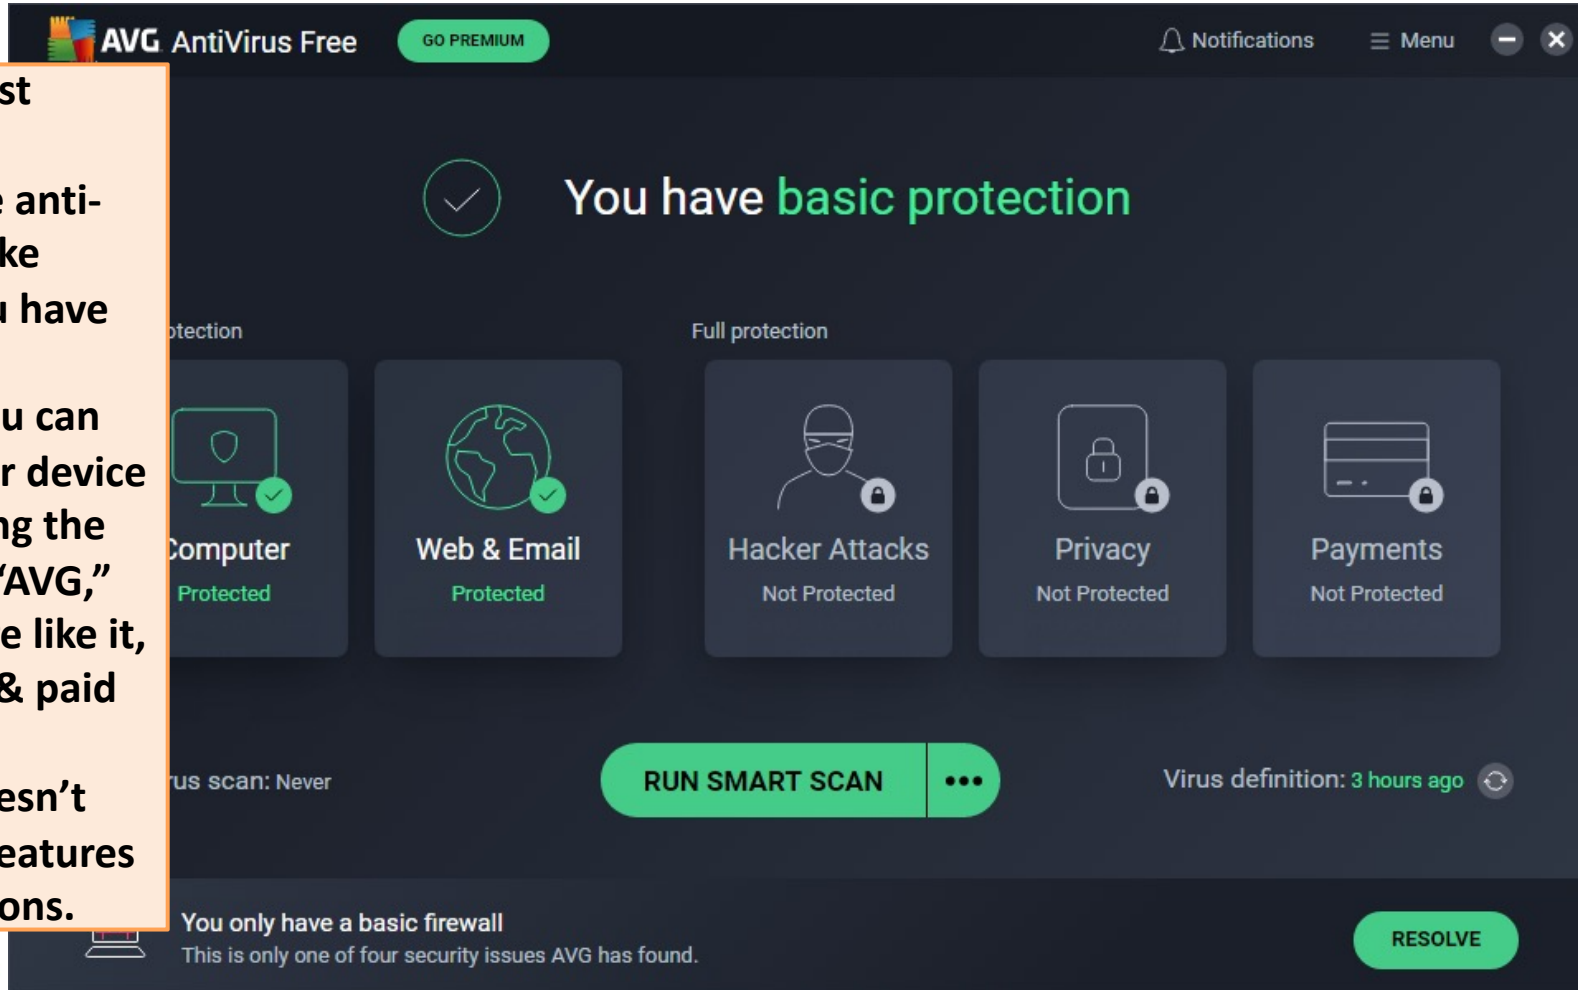 AVG AntiVirus Free
GO PREMIUM
Notifications
Menu
You have basic protection
st
anti-
u have
u can
device
ng the
“AVG,”
e like it,
& paid
esn’t
eatures
ons.
otection
Full protection
Computer
Protected
Web & Email
Protected
Hacker Attacks
Not Protected
Privacy
Not Protected
Payments
Not Protected
rus scan: Never
RUN SMART SCAN
Virus definition: 3 hours ago
You only have a basic firewall
This is only one of four security issues AVG has found.
RESOLVE